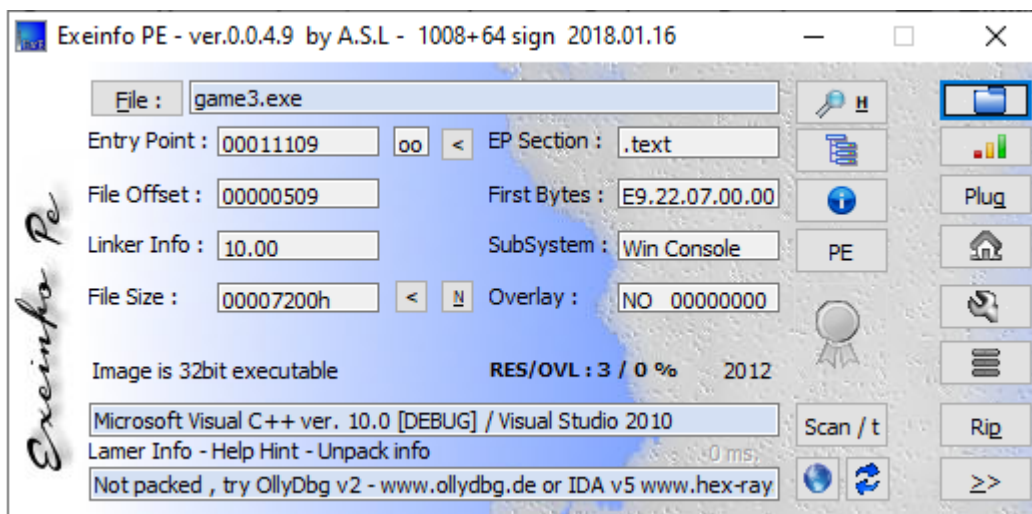 Exeinfo PE - ver.0.0.4.9 by A.S.L - 1008+64 sign 2018.01.16
File : game3.exe H
Entry Point : 00011109 oo < EP Section : .text
File Offset : 00000509 First Bytes : E9.22.07.00.00 Plug
Linker Info : 10.00 SubSystem : Win Console PE
File Size : 00007200h < N Overlay : NO 00000000
Image is 32bit executable RES/OVL : 3 / 0 % 2012
Microsoft Visual C++ ver. 10.0 [DEBUG] / Visual Studio 2010 Scan / t Rip
Lamer Info - Help Hint - Unpack info 0 ms.
Not packed , try OllyDbg v2 - www.ollydbg.de or IDA v5 www.hex-ray >>
Exeinfo Pe